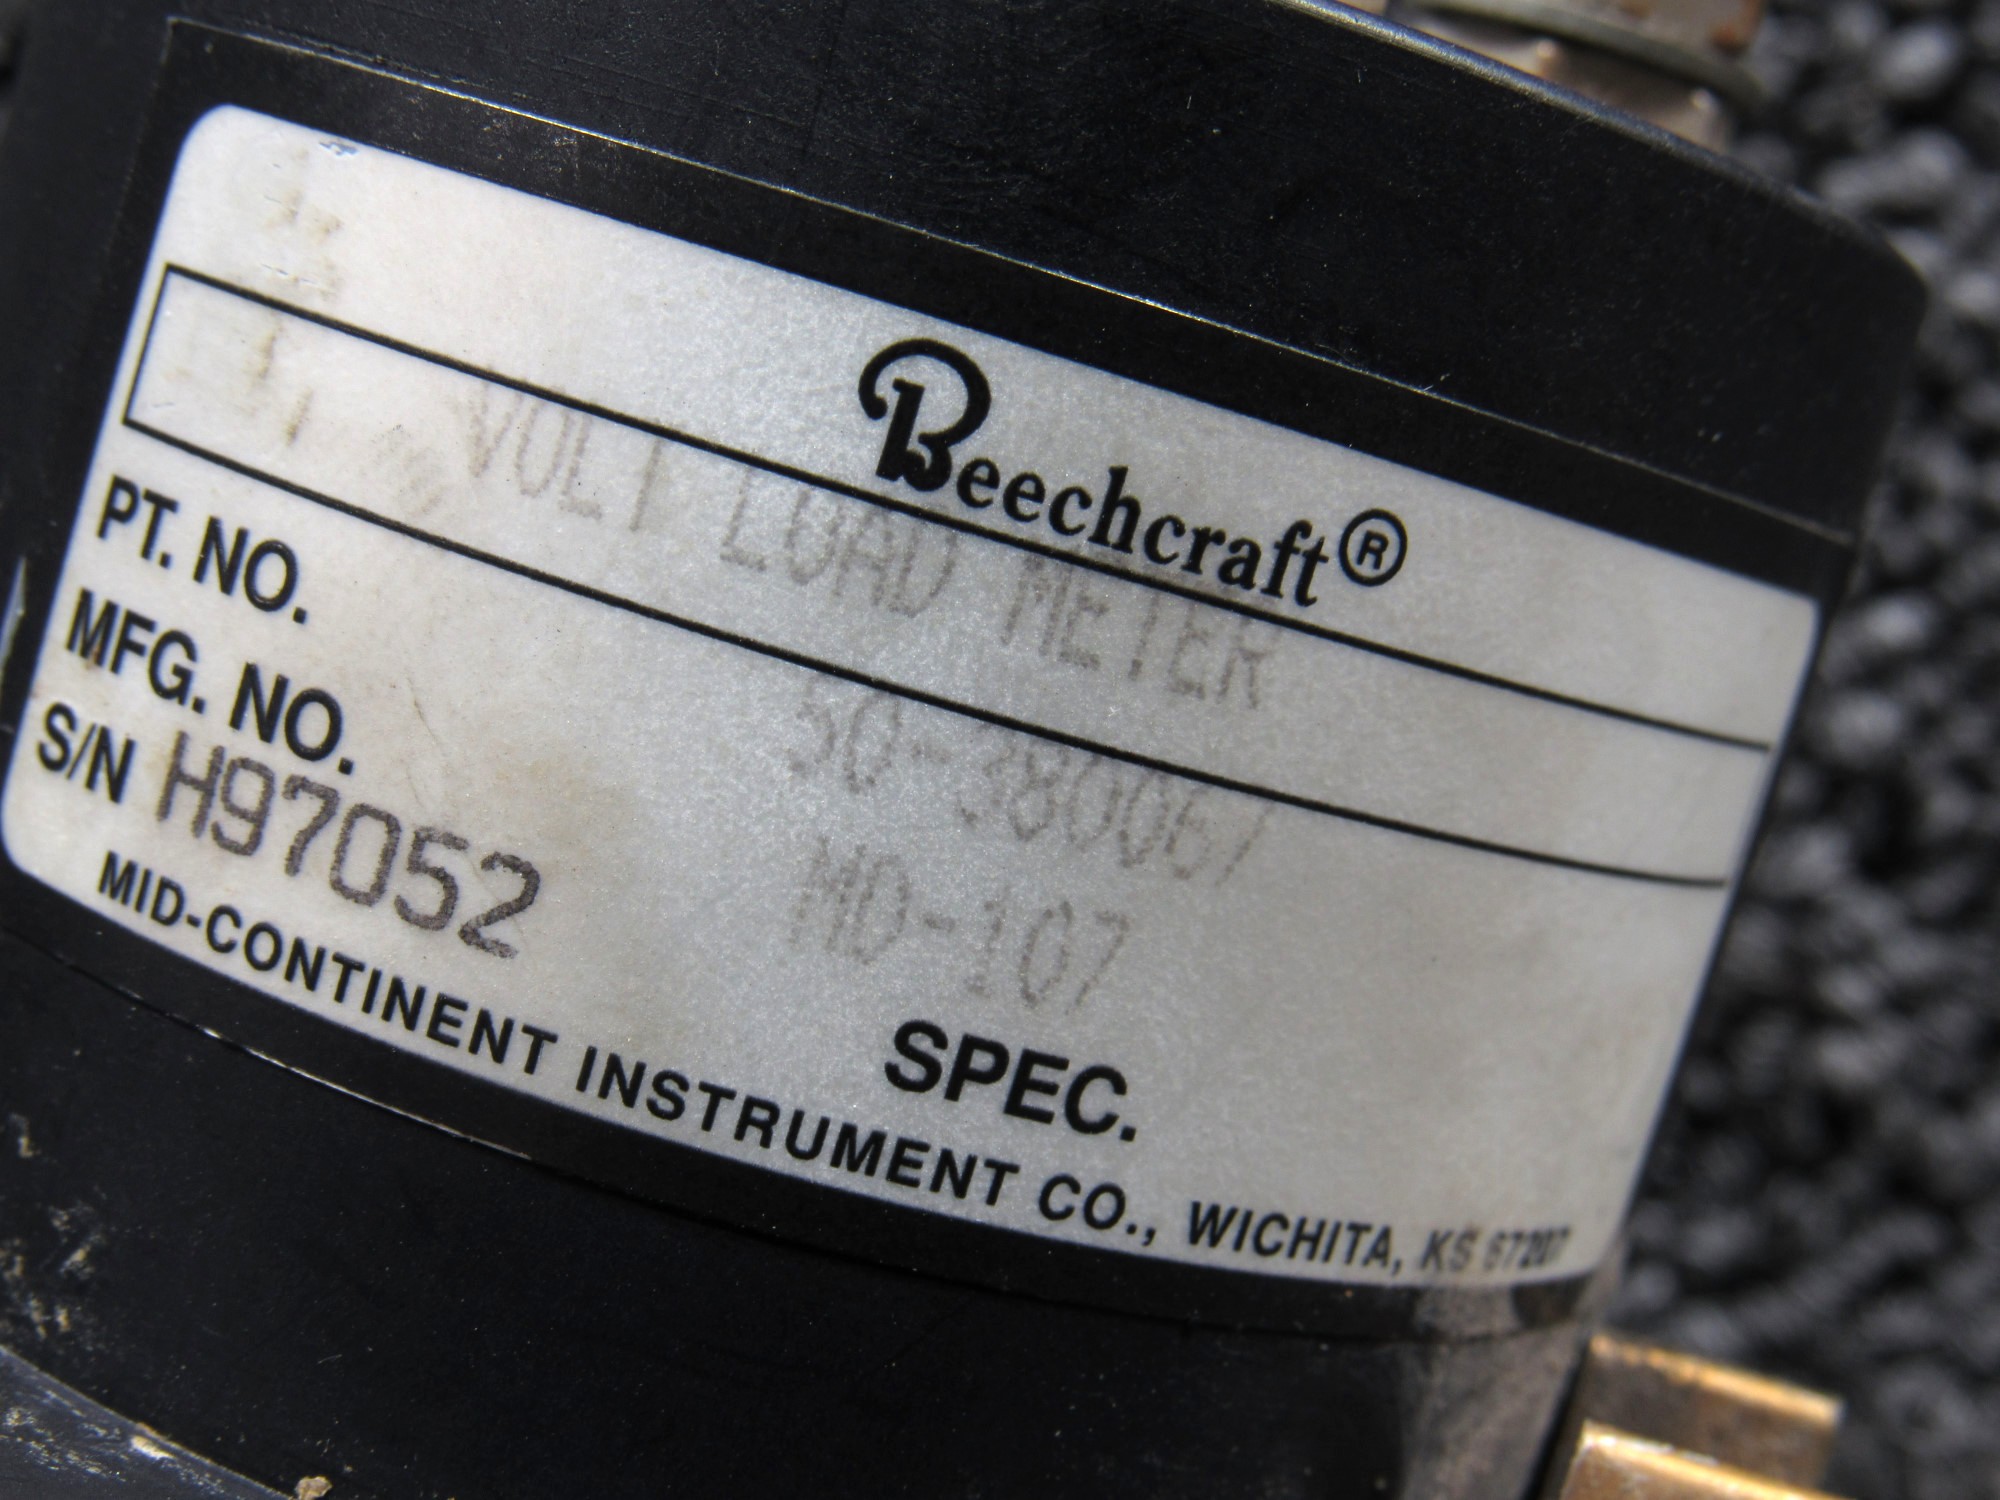 Beechcraft®
VOLT LOAD METER
PT. NO. 50-380067
MFG. NO. MD-107
S/N H97052
SPEC.
MID-CONTINENT INSTRUMENT CO., WICHITA, KS 67207